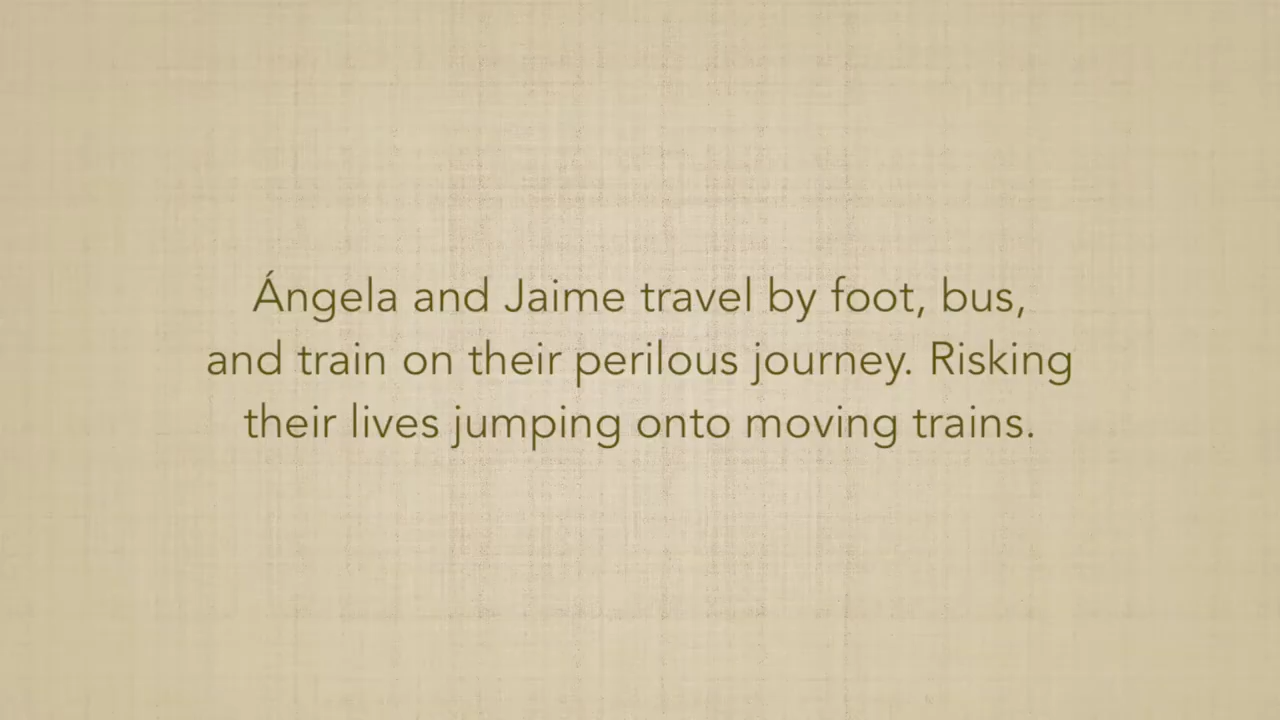 Ángela and Jaime travel by foot, bus,
and train on their perilous journey. Risking
their lives jumping onto moving trains.